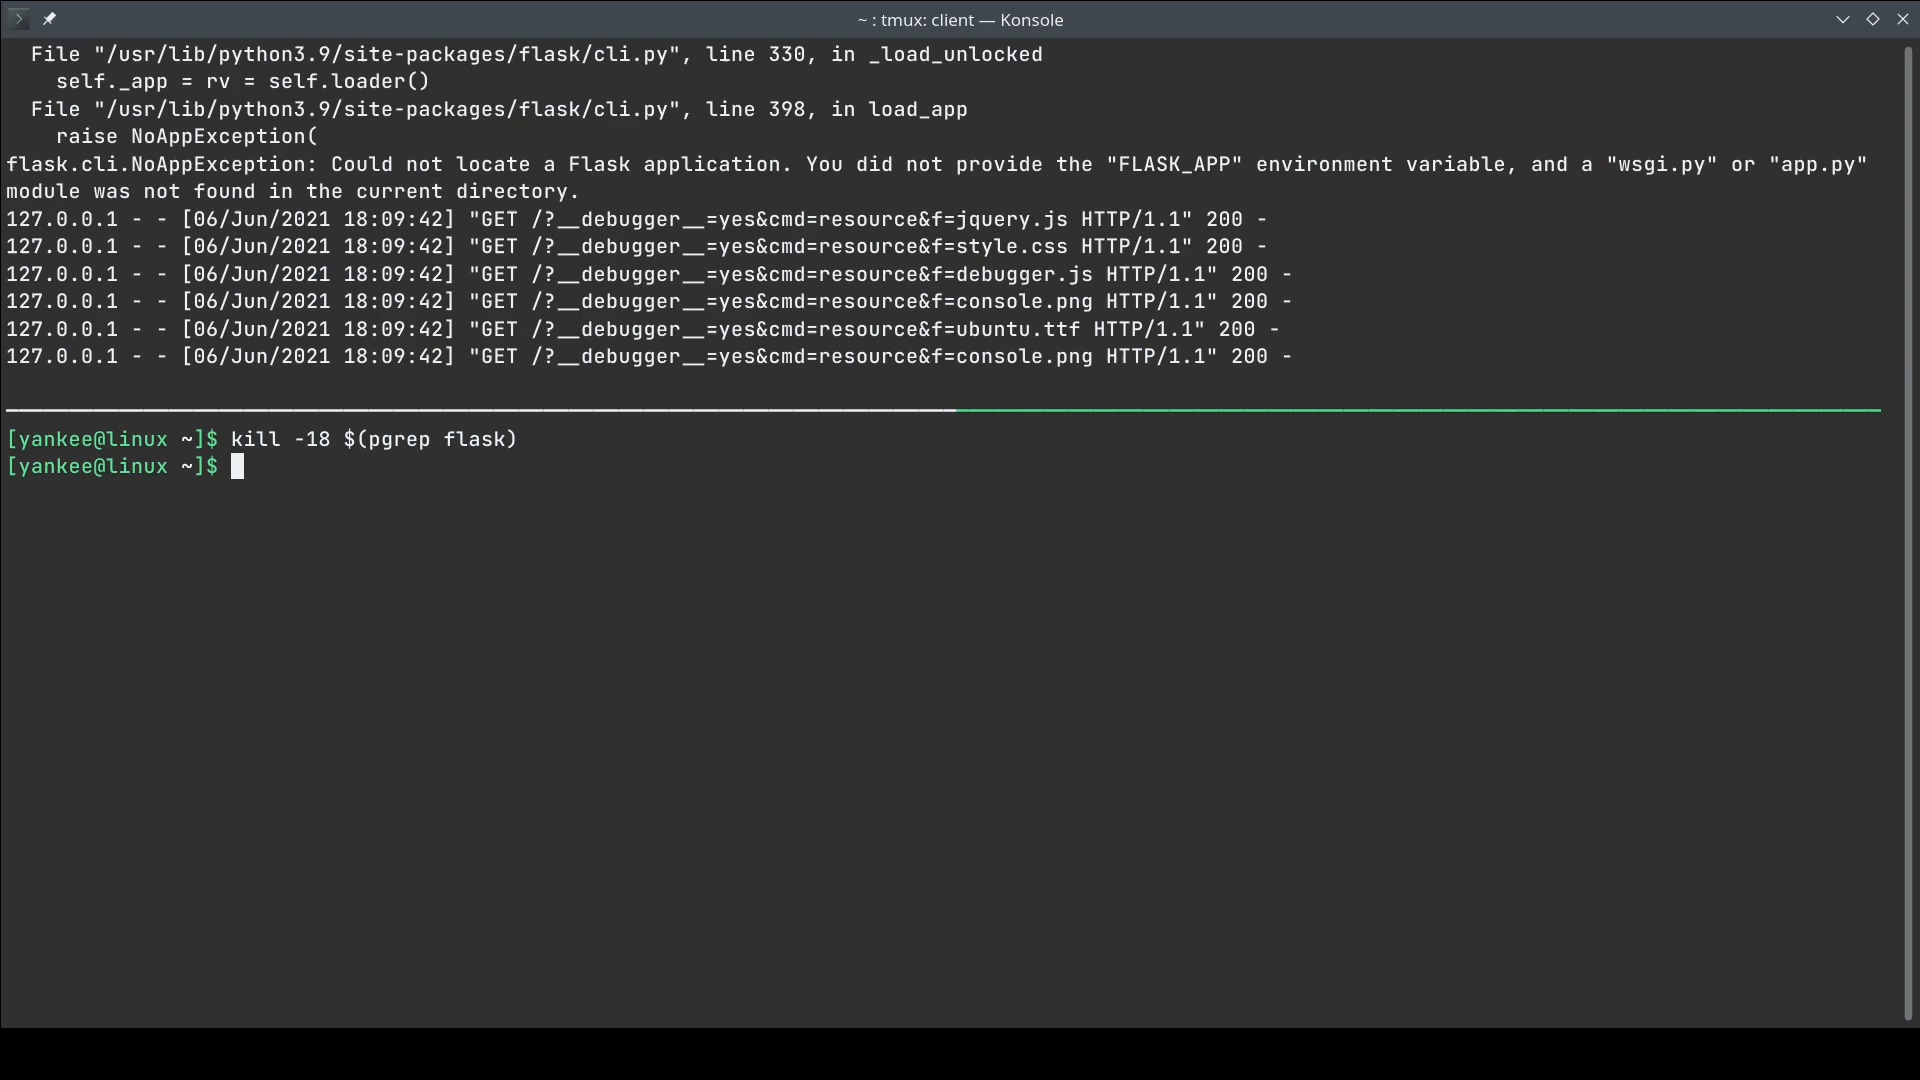 ~ : tmux: client — Konsole
File "/usr/lib/python3.9/site-packages/flask/cli.py", line 330, in _load_unlocked
self._app = rv = self.loader()
File "/usr/lib/python3.9/site-packages/flask/cli.py", line 398, in load_app
raise NoAppException(
flask.cli.NoAppException: Could not locate a Flask application. You did not provide the "FLASK_APP" environment variable, and a "wsgi.py" or "app.py"
module was not found in the current directory.
127.0.0.1 - - [06/Jun/2021 18:09:42] "GET /?__debugger__=yes&cmd=resource&f=jquery.js HTTP/1.1" 200 -
127.0.0.1 - - [06/Jun/2021 18:09:42] "GET /?__debugger__=yes&cmd=resource&f=style.css HTTP/1.1" 200 -
127.0.0.1 - - [06/Jun/2021 18:09:42] "GET /?__debugger__=yes&cmd=resource&f=debugger.js HTTP/1.1" 200 -
127.0.0.1 - - [06/Jun/2021 18:09:42] "GET /?__debugger__=yes&cmd=resource&f=console.png HTTP/1.1" 200 -
127.0.0.1 - - [06/Jun/2021 18:09:42] "GET /?__debugger__=yes&cmd=resource&f=ubuntu.ttf HTTP/1.1" 200 -
127.0.0.1 - - [06/Jun/2021 18:09:42] "GET /?__debugger__=yes&cmd=resource&f=console.png HTTP/1.1" 200 -
[yankee@linux ~]$ kill -18 $(pgrep flask)
[yankee@linux ~]$